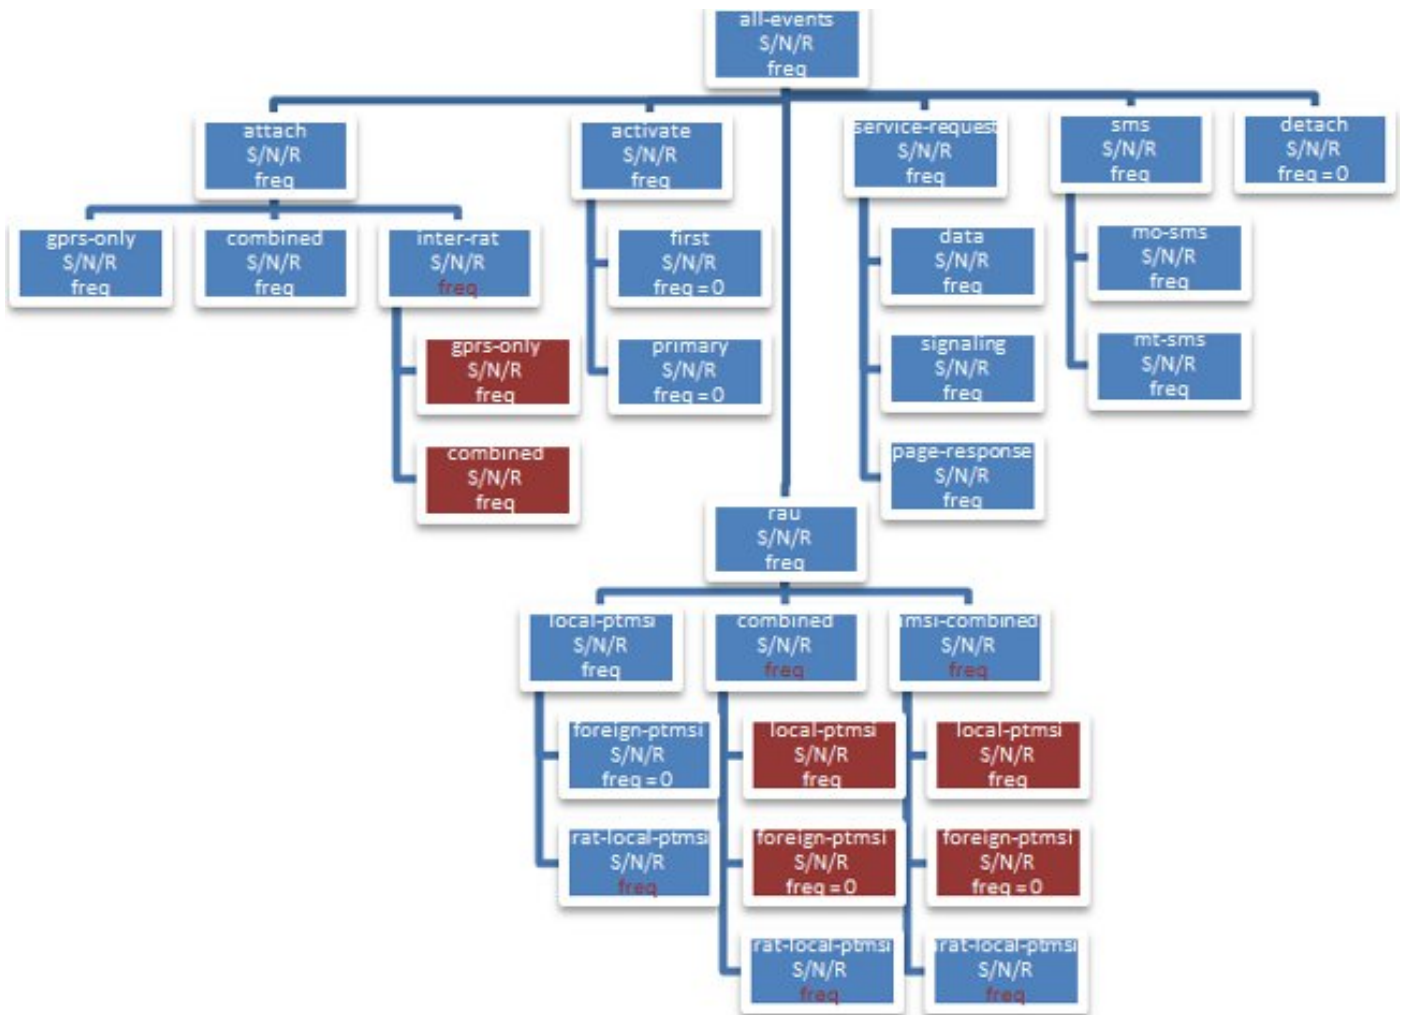 all-events
S/N/R
freq
attach
S/N/R
freq
activate
S/N/R
freq
service-request
S/N/R
freq
sms
S/N/R
freq
detach
S/N/R
freq = 0
gprs-only
S/N/R
freq
combined
S/N/R
freq
inter-rat
S/N/R
freq
gprs-only
S/N/R
freq
combined
S/N/R
freq
first
S/N/R
freq = 0
primary
S/N/R
freq = 0
data
S/N/R
freq
signaling
S/N/R
freq
page-response
S/N/R
freq
mo-sms
S/N/R
freq
mt-sms
S/N/R
freq
rau
S/N/R
freq
local-ptmsi
S/N/R
freq
combined
S/N/R
freq
imsi-combined
S/N/R
freq
foreign-ptmsi
S/N/R
freq = 0
rat-local-ptmsi
S/N/R
freq
local-ptmsi
S/N/R
freq
foreign-ptmsi
S/N/R
freq = 0
rat-local-ptmsi
S/N/R
freq
local-ptmsi
S/N/R
freq
foreign-ptmsi
S/N/R
freq = 0
irat-local-ptmsi
S/N/R
freq